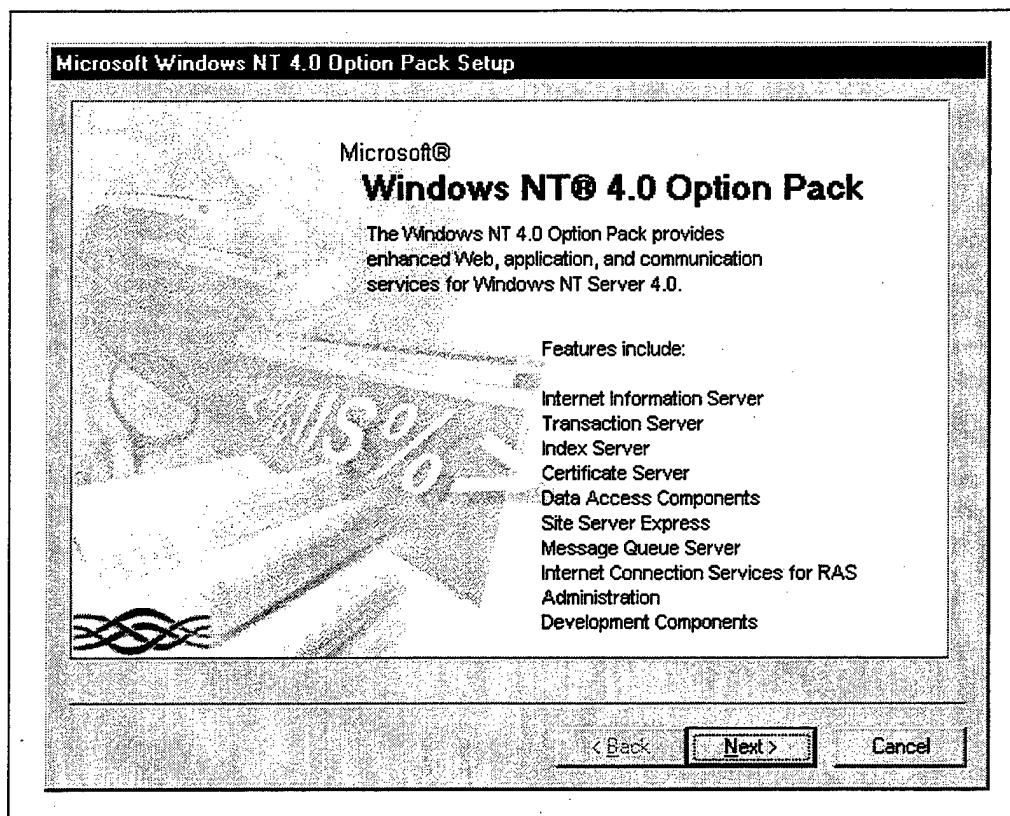 Microsoft Windows NT 4.0 Option Pack Setup
Microsoft®
Windows NT® 4.0 Option Pack
The Windows NT 4.0 Option Pack provides
enhanced Web, application, and communication
services for Windows NT Server 4.0.
Features include:
Internet Information Server
Transaction Server
Index Server
Certificate Server
Data Access Components
Site Server Express
Message Queue Server
Internet Connection Services for RAS
Administration
Development Components
< Back
Next >
Cancel